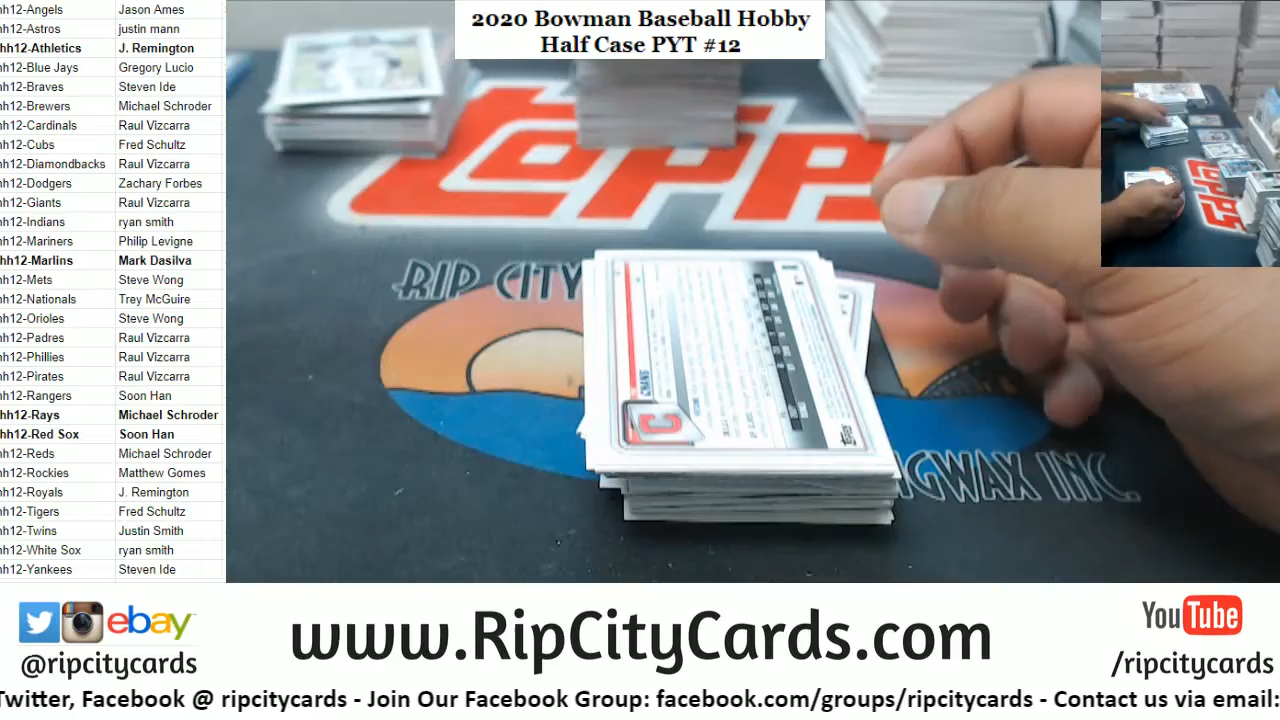 2020 Bowman Baseball Hobby
Half Case PYT #12
hh12-Angels Jason Ames
hh12-Astros justin mann
hh12-Athletics J. Remington
hh12-Blue Jays Gregory Lucio
hh12-Braves Steven Ide
hh12-Brewers Michael Schroder
hh12-Cardinals Raul Vizcarra
hh12-Cubs Fred Schultz
hh12-Diamondbacks Raul Vizcarra
hh12-Dodgers Zachary Forbes
hh12-Giants Raul Vizcarra
hh12-Indians ryan smith
hh12-Mariners Philip Levigne
hh12-Marlins Mark Dasilva
hh12-Mets Steve Wong
hh12-Nationals Trey McGuire
hh12-Orioles Steve Wong
hh12-Padres Raul Vizcarra
hh12-Phillies Raul Vizcarra
hh12-Pirates Raul Vizcarra
hh12-Rangers Soon Han
hh12-Rays Michael Schroder
hh12-Red Sox Soon Han
hh12-Reds Michael Schroder
hh12-Rockies Matthew Gomes
hh12-Royals J. Remington
hh12-Tigers Fred Schultz
hh12-Twins Justin Smith
hh12-White Sox ryan smith
hh12-Yankees Steven Ide
Topps
RIP CITY
GWAX INC.
CHANG
C
Topps
Topps
ebay
@ripcitycards
www.RipCityCards.com
YouTube
/ripcitycards
Twitter, Facebook @ ripcitycards - Join Our Facebook Group: facebook.com/groups/ripcitycards - Contact us via email: